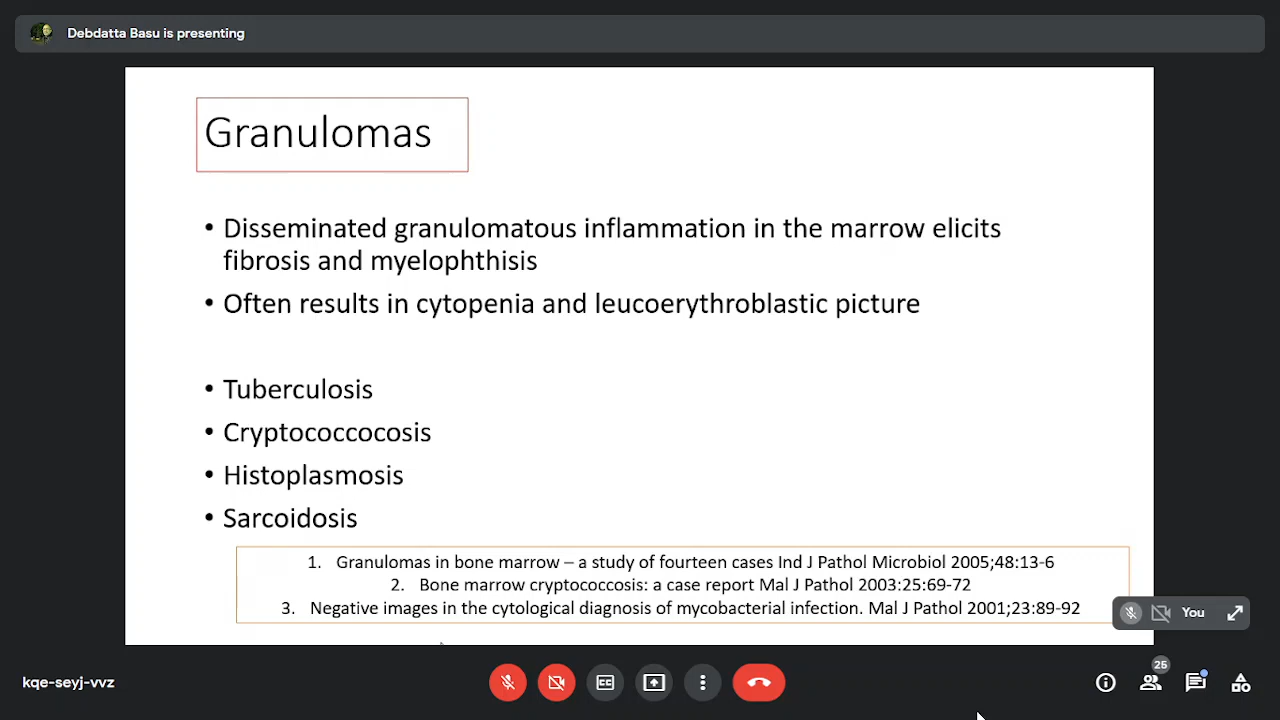 Debdatta Basu is presenting
Granulomas
• Disseminated granulomatous inflammation in the marrow elicits
fibrosis and myelophthisis
• Often results in cytopenia and leucoerythroblastic picture
• Tuberculosis
• Cryptococcocosis
• Histoplasmosis
• Sarcoidosis
1. Granulomas in bone marrow – a study of fourteen cases Ind J Pathol Microbiol 2005;48:13-6
2. Bone marrow cryptococcosis: a case report Mal J Pathol 2003:25:69-72
3. Negative images in the cytological diagnosis of mycobacterial infection. Mal J Pathol 2001;23:89-92
You
25
kqe-seyj-vvz
CC